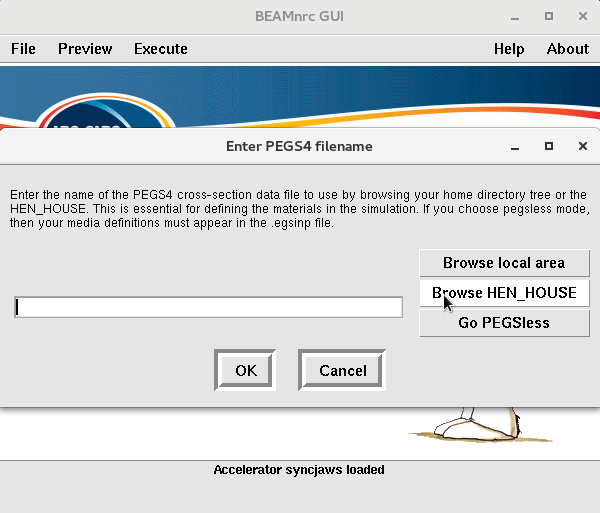 BEAMnrc GUI
File Preview Execute Help About
Enter PEGS4 filename
Enter the name of the PEGS4 cross-section data file to use by browsing your home directory tree or the
HEN_HOUSE. This is essential for defining the materials in the simulation. If you choose pegsless mode,
then your media definitions must appear in the .egsinp file.
Browse local area
Browse HEN_HOUSE
Go PEGSless
OK Cancel
Accelerator syncjaws loaded